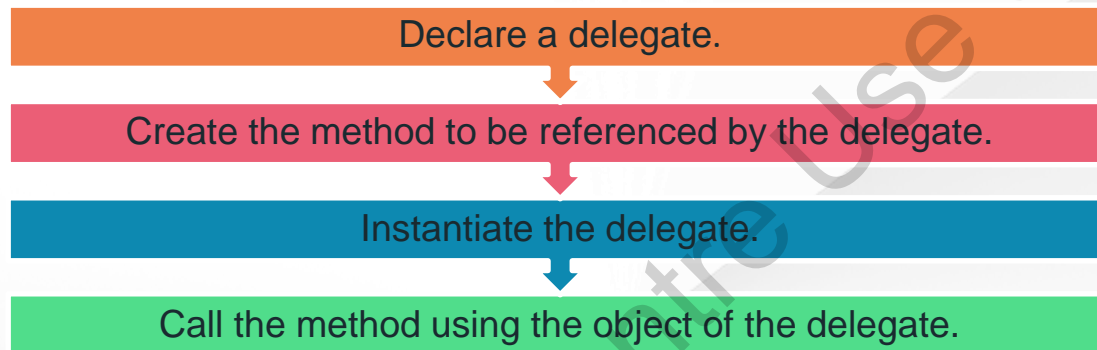 Declare a delegate.
Create the method to be referenced by the delegate.
Instantiate the delegate.
Call the method using the object of the delegate.
Use